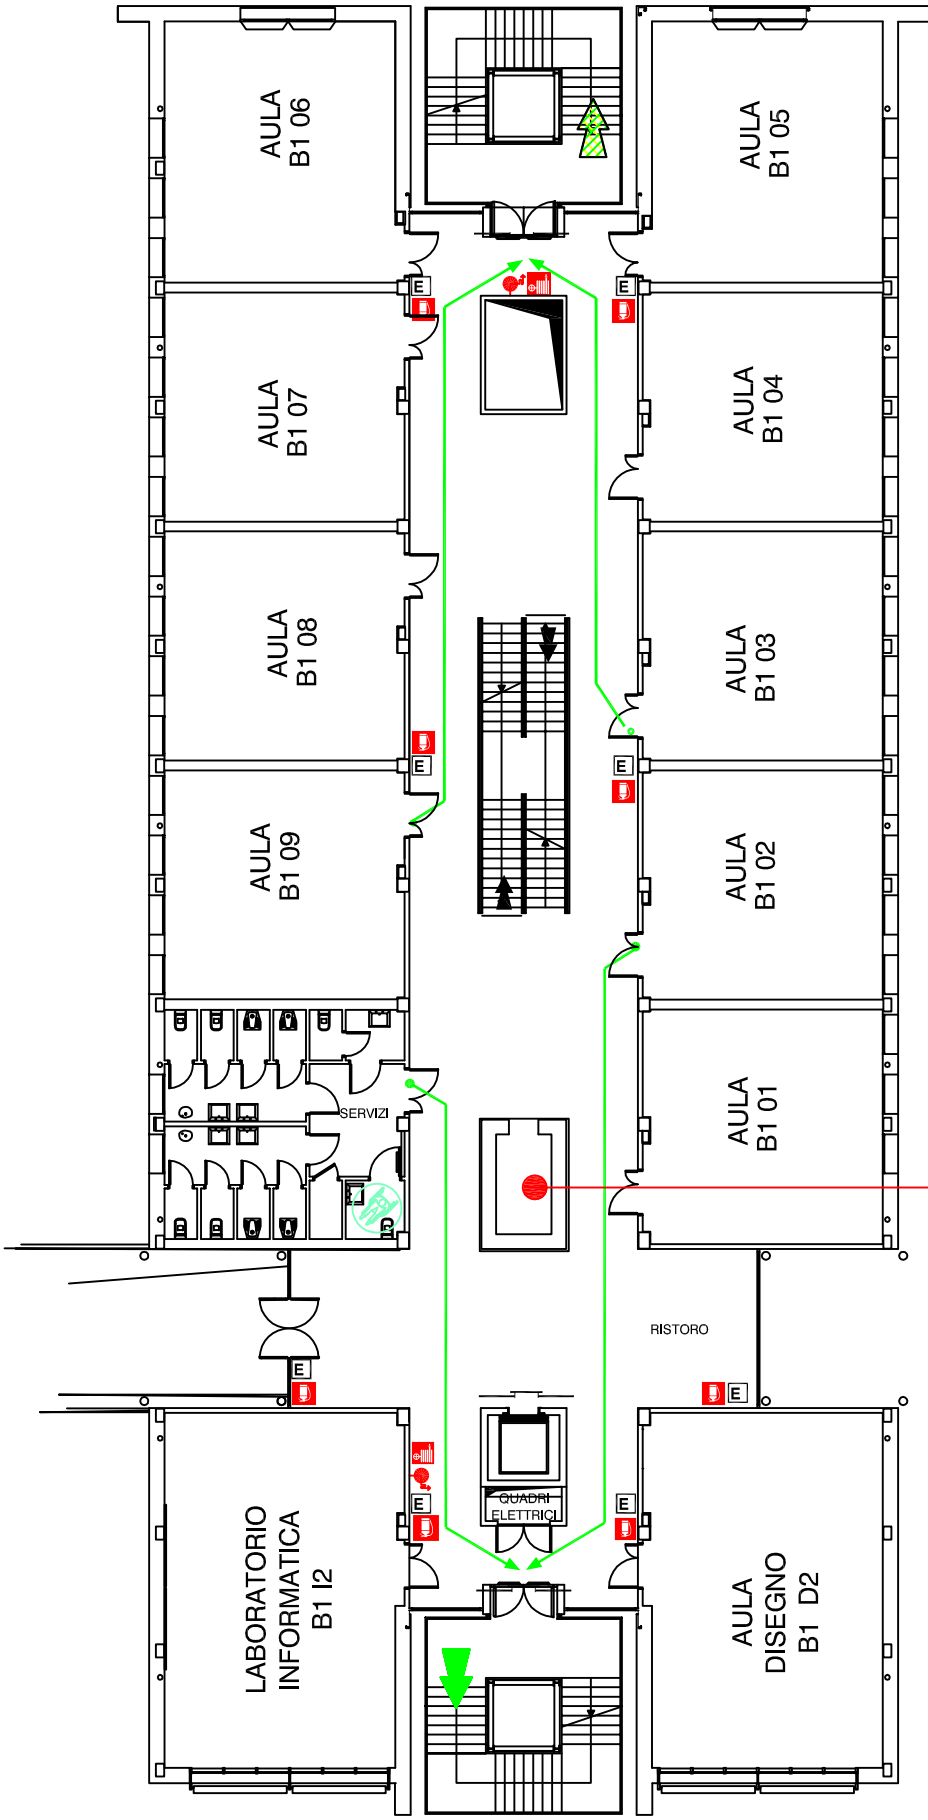 AULA
B1 06
AULA
B1 05
E
E
AULA
B1 07
AULA
B1 04
AULA
B1 08
AULA
B1 03
E
E
AULA
B1 09
AULA
B1 02
SERVIZI
AULA
B1 01
RISTORO
E
E
QUADRI
ELETTRICI
E
E
LABORATORIO
INFORMATICA
B1 I2
AULA
DISEGNO
B1 D2